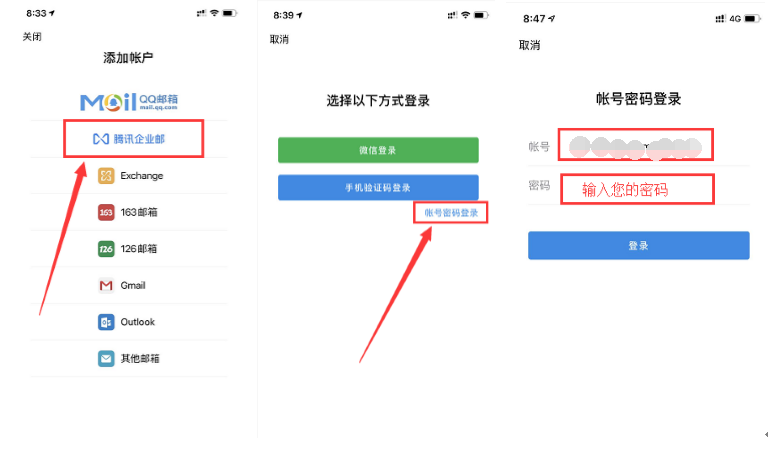 8:33
关闭
添加帐户
Mail QQ邮箱
mail.qq.com
腾讯企业邮
Exchange
163 163邮箱
126 126邮箱
Gmail
Outlook
其他邮箱
8:39
取消
选择以下方式登录
微信登录
手机验证码登录
帐号密码登录
8:47 4G
取消
帐号密码登录
帐号
密码 输入您的密码
登录